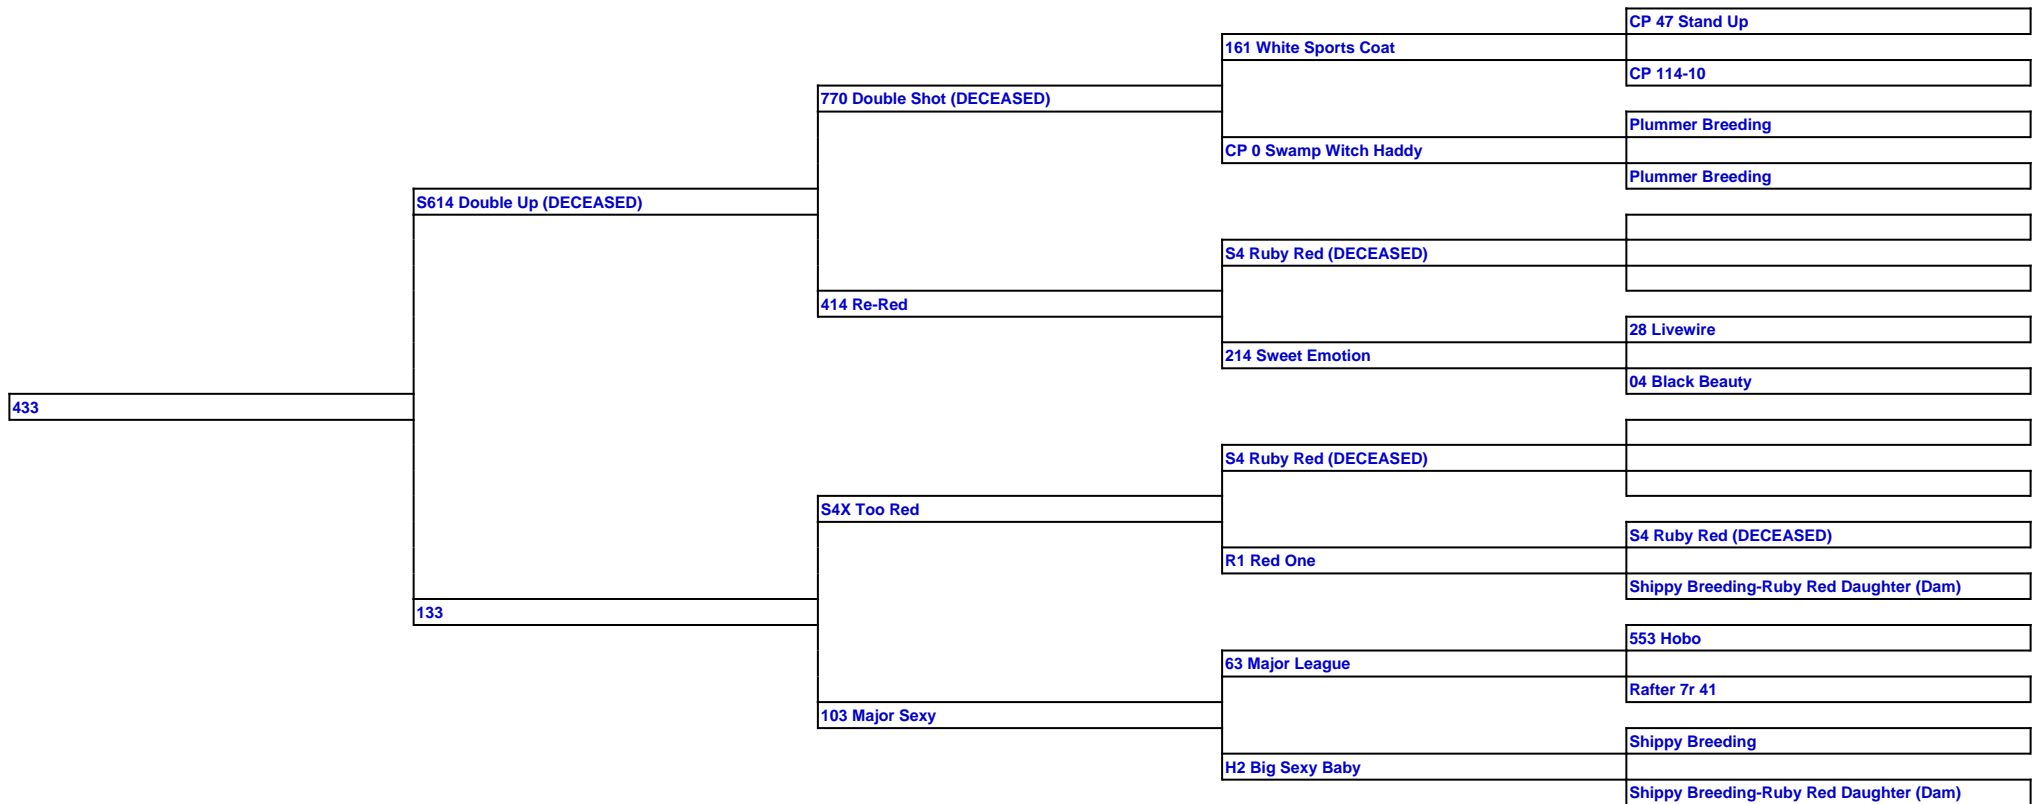 CP 47 Stand Up
161 White Sports Coat
CP 114-10
770 Double Shot (DECEASED)
Plummer Breeding
CP 0 Swamp Witch Haddy
Plummer Breeding
S614 Double Up (DECEASED)
S4 Ruby Red (DECEASED)
414 Re-Red
28 Livewire
214 Sweet Emotion
04 Black Beauty
433
S4 Ruby Red (DECEASED)
S4X Too Red
S4 Ruby Red (DECEASED)
R1 Red One
Shippy Breeding-Ruby Red Daughter (Dam)
133
553 Hobo
63 Major League
Rafter 7r 41
103 Major Sexy
Shippy Breeding
H2 Big Sexy Baby
Shippy Breeding-Ruby Red Daughter (Dam)